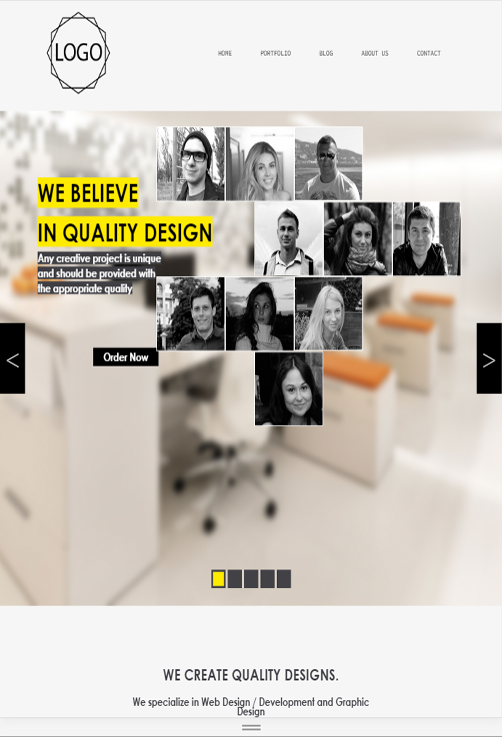 LOGO
HOME PORTFOLIO BLOG ABOUT US CONTACT
WE BELIEVE
IN QUALITY DESIGN
Any creative project is unique
and should be provided with
the appropriate quality
< >
Order Now
WE CREATE QUALITY DESIGNS.
We specialize in Web Design / Development and Graphic
Design